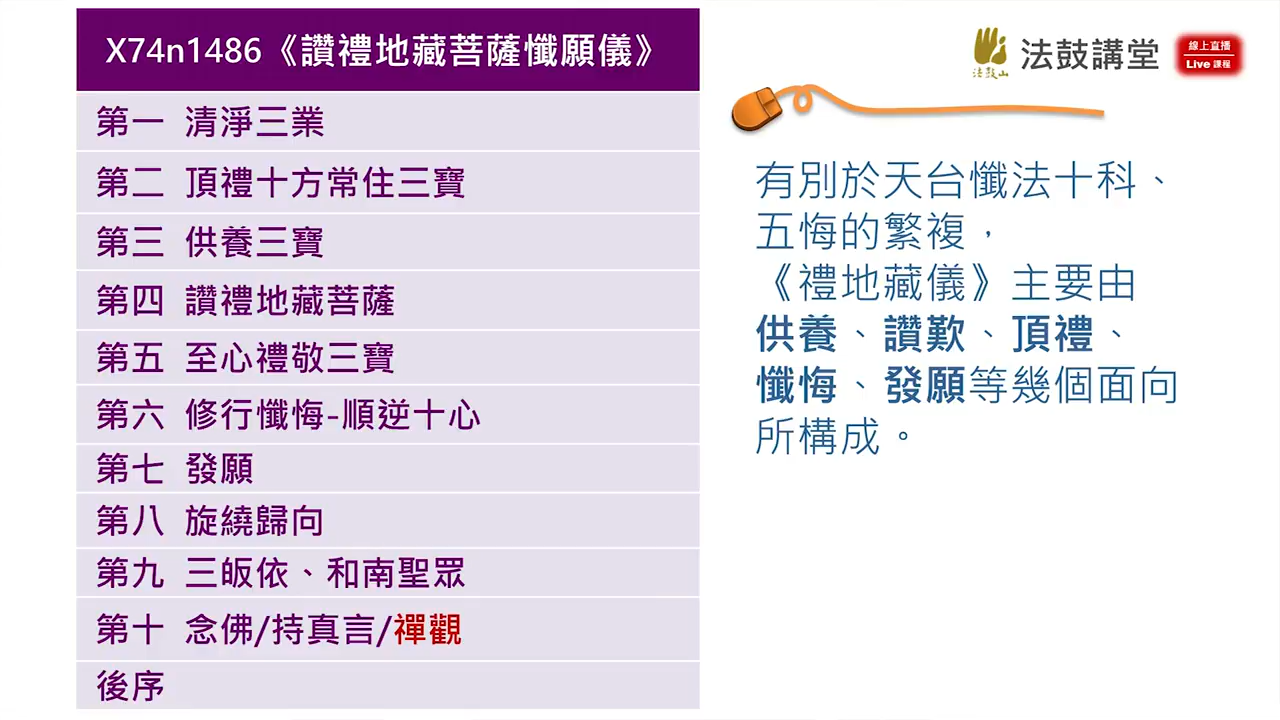 X74n1486《讚禮地藏菩薩懺願儀》
第一 清淨三業
第二 頂禮十方常住三寶
第三 供養三寶
第四 讚禮地藏菩薩
第五 至心禮敬三寶
第六 修行懺悔-順逆十心
第七 發願
第八 旋繞歸向
第九 三皈依、和南聖眾
第十 念佛/持真言/禪觀
後序
法鼓山
法鼓講堂
線上直播
Live 課程
有別於天台懺法十科、
五悔的繁複，
《禮地藏儀》主要由
供養、讚歎、頂禮、
懺悔、發願等幾個面向
所構成。